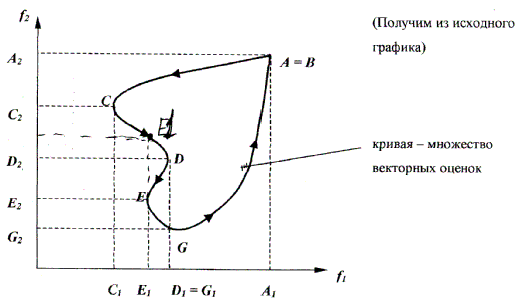 f₂
(Получим из исходного
графика)
A₂
A = B
C
C₂
E
кривая – множество
векторных оценок
D₂
D
E₂
E
G₂
G
f₁
C₁ E₁ D₁ = G₁ A₁